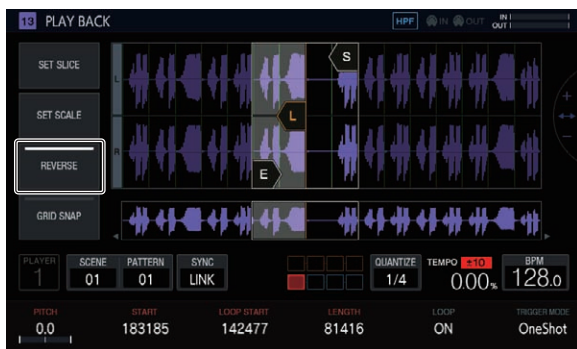 13 PLAY BACK HPF IN OUT IN OUT
SET SLICE
L
S
SET SCALE
L
REVERSE
R
E
GRID SNAP
PLAYER 1 SCENE 01 PATTERN 01 SYNC LINK QUANTIZE 1/4 TEMPO ±10 0.00% BPM 128.0
PITCH START LOOP START LENGTH LOOP TRIGGER MODE
0.0 183185 142477 81416 ON OneShot